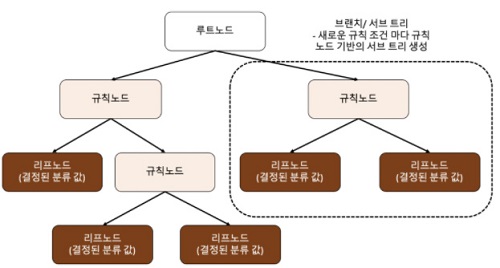 루트노드
브랜치/ 서브 트리
- 새로운 규칙 조건 마다 규칙
노드 기반의 서브 트리 생성
규칙노드
규칙노드
리프노드
(결정된 분류 값)
규칙노드
리프노드
(결정된 분류 값)
리프노드
(결정된 분류 값)
리프노드
(결정된 분류 값)
리프노드
(결정된 분류 값)